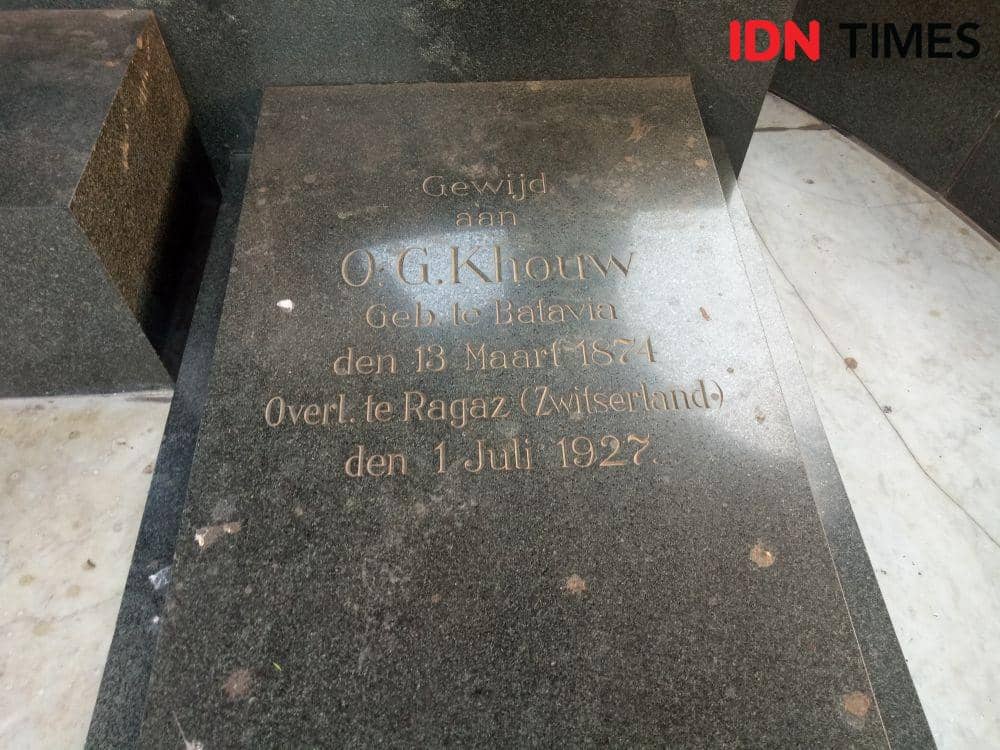 IDN TIMES
Gewijd
aan
O. G. Khouw
Geb. te Batavia
den 13 Maart 1874
Overl. te Ragaz (Zwitserland.)
den 1 Juli 1927.